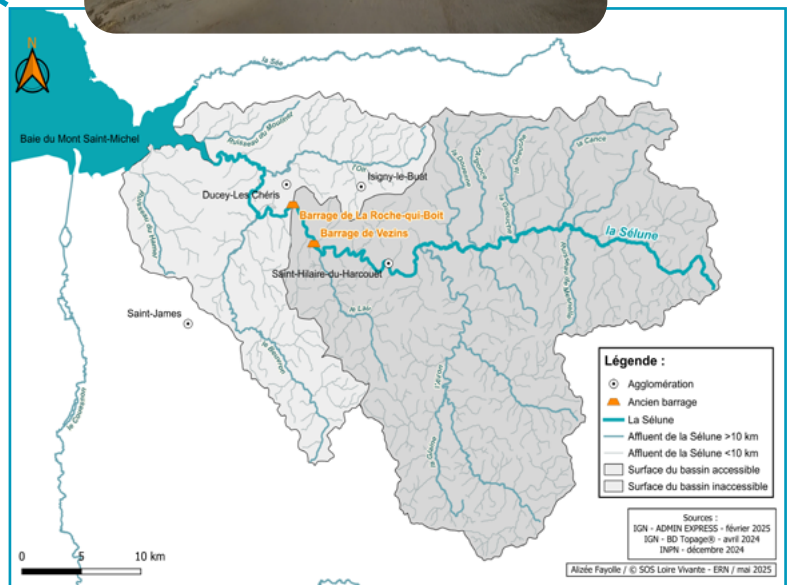 N
la Sée
Baie du Mont Saint-Michel
Ruisseau du Moulinet
l'Oir
Isigny-le-Buat
Ducey-Les Chéris
Barrage de La Roche-qui-Boit
Barrage de Vezins
la Cance
la Sélune
Saint-Hilaire-du-Harcouët
le Lair
Saint-James
le Beuvron
le Couesnon
l'Airon
la Glaine
Légende :
Agglomération
Ancien barrage
La Sélune
Affluent de la Sélune >10 km
Affluent de la Sélune <10 km
Surface du bassin accessible
Surface du bassin inaccessible
Sources :
IGN - ADMIN EXPRESS - février 2025
IGN - BD Topage® - avril 2024
INPN - décembre 2024
Alizée Fayolle / © SOS Loire Vivante - ERN / mai 2025
0 5 10 km